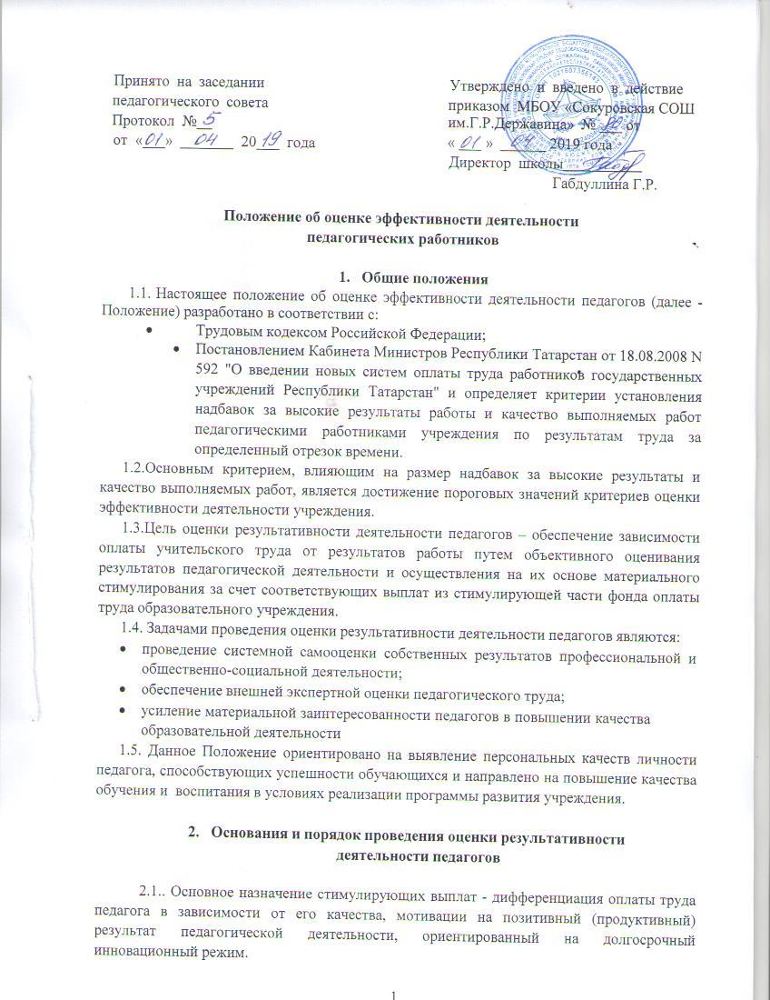 Принято на заседании
педагогического совета
Протокол № 5
от «01» 04 2019 года
Утверждено и введено в действие
приказом МБОУ «Сокуровская СОШ
им.Г.Р.Державина» № от
« 01 » 04 2019 года
Директор школы
Габдуллина Г.Р.
Положение об оценке эффективности деятельности
педагогических работников
1. Общие положения
1.1. Настоящее положение об оценке эффективности деятельности педагогов (далее -
Положение) разработано в соответствии с:
• Трудовым кодексом Российской Федерации;
• Постановлением Кабинета Министров Республики Татарстан от 18.08.2008 N
592 "О введении новых систем оплаты труда работников государственных
учреждений Республики Татарстан" и определяет критерии установления
надбавок за высокие результаты работы и качество выполняемых работ
педагогическими работниками учреждения по результатам труда за
определенный отрезок времени.
1.2.Основным критерием, влияющим на размер надбавок за высокие результаты и
качество выполняемых работ, является достижение пороговых значений критериев оценки
эффективности деятельности учреждения.
1.3.Цель оценки результативности деятельности педагогов – обеспечение зависимости
оплаты учительского труда от результатов работы путем объективного оценивания
результатов педагогической деятельности и осуществления на их основе материального
стимулирования за счет соответствующих выплат из стимулирующей части фонда оплаты
труда образовательного учреждения.
1.4. Задачами проведения оценки результативности деятельности педагогов являются:
• проведение системной самооценки собственных результатов профессиональной и
общественно-социальной деятельности;
• обеспечение внешней экспертной оценки педагогического труда;
• усиление материальной заинтересованности педагогов в повышении качества
образовательной деятельности
1.5. Данное Положение ориентировано на выявление персональных качеств личности
педагога, способствующих успешности обучающихся и направлено на повышение качества
обучения и воспитания в условиях реализации программы развития учреждения.
2. Основания и порядок проведения оценки результативности
деятельности педагогов
2.1.. Основное назначение стимулирующих выплат - дифференциация оплаты труда
педагога в зависимости от его качества, мотивации на позитивный (продуктивный)
результат педагогической деятельности, ориентированный на долгосрочный
инновационный режим.
1